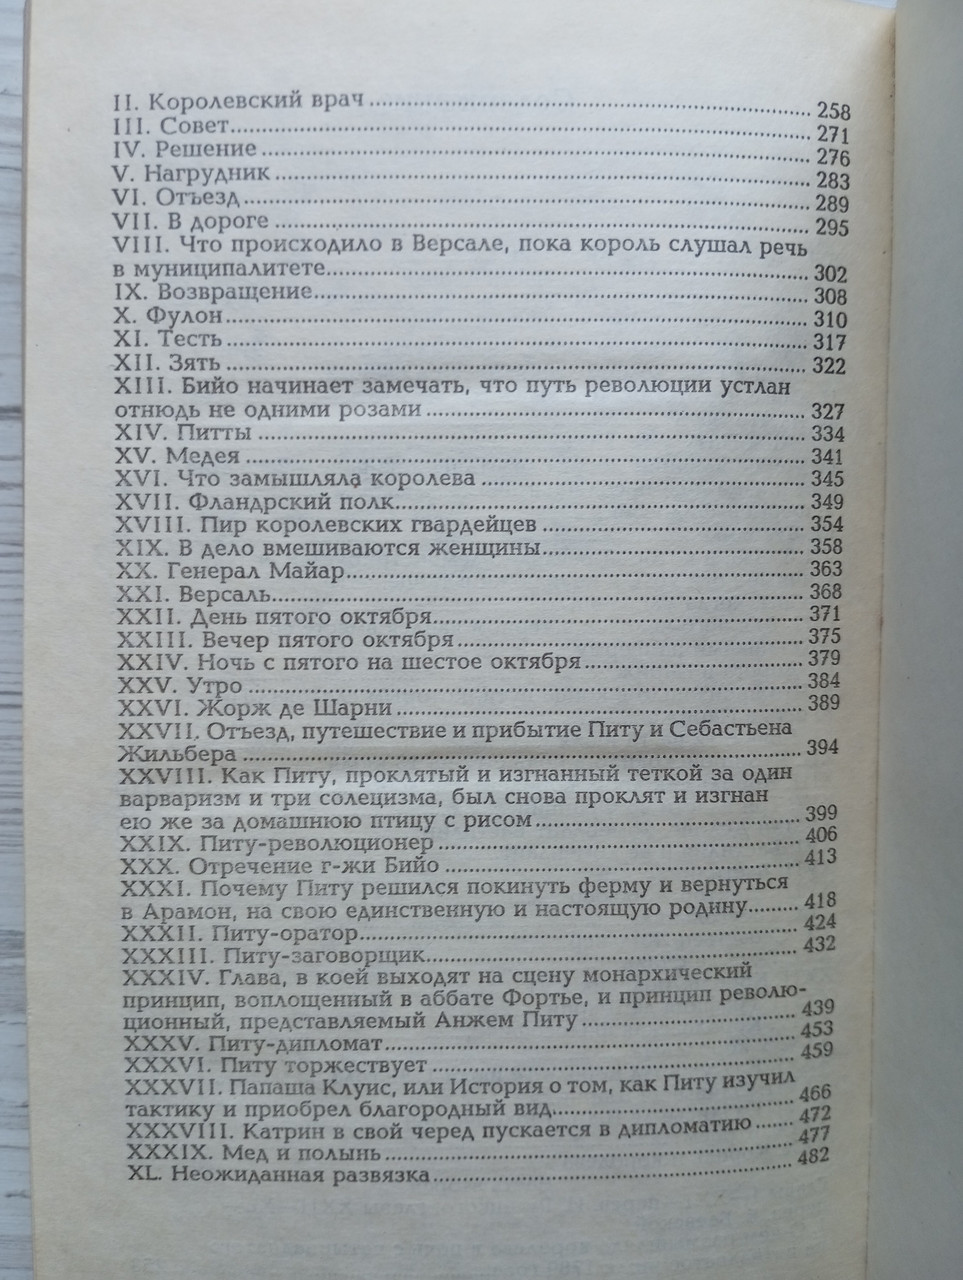 II. Королевский врач ........ 258
III. Совет ........ 271
IV. Решение ........ 276
V. Нагрудник ........ 283
VI. Отъезд ........ 289
VII. В дороге ........ 295
VIII. Что происходило в Версале, пока король слушал речь
в муниципалитете ........ 302
IX. Возвращение ........ 308
X. Фулон ........ 310
XI. Тесть ........ 317
XII. Зять ........ 322
XIII. Бийо начинает замечать, что путь революции устлан
отнюдь не одними розами ........ 327
XIV. Питты ........ 334
XV. Медея ........ 341
XVI. Что замышляла королева ........ 345
XVII. Фландрский полк ........ 349
XVIII. Пир королевских гвардейцев ........ 354
XIX. В дело вмешиваются женщины ........ 358
XX. Генерал Майар ........ 363
XXI. Версаль ........ 368
XXII. День пятого октября ........ 371
XXIII. Вечер пятого октября ........ 375
XXIV. Ночь с пятого на шестое октября ........ 379
XXV. Утро ........ 384
XXVI. Жорж де Шарни ........ 389
XXVII. Отъезд, путешествие и прибытие Питу и Себастьена
Жильбера ........ 394
XXVIII. Как Питу, проклятый и изгнанный теткой за один
варваризм и три солецизма, был снова проклят и изгнан
ею же за домашнюю птицу с рисом ........ 399
XXIX. Питу-революционер ........ 406
XXX. Отречение г-жи Бийо ........ 413
XXXI. Почему Питу решился покинуть ферму и вернуться
в Арамон, на свою единственную и настоящую родину ........ 418
XXXII. Питу-оратор ........ 424
XXXIII. Питу-заговорщик ........ 432
XXXIV. Глава, в коей выходят на сцену монархический
принцип, воплощенный в аббате Фортье, и принцип револю-
ционный, представляемый Анжем Питу ........ 439
XXXV. Питу-дипломат ........ 453
XXXVI. Питу торжествует ........ 459
XXXVII. Папаша Клуис, или История о том, как Питу изучил
тактику и приобрел благородный вид ........ 466
XXXVIII. Катрин в свой черед пускается в дипломатию ........ 472
XXXIX. Мед и полынь ........ 477
XL. Неожиданная развязка ........ 482